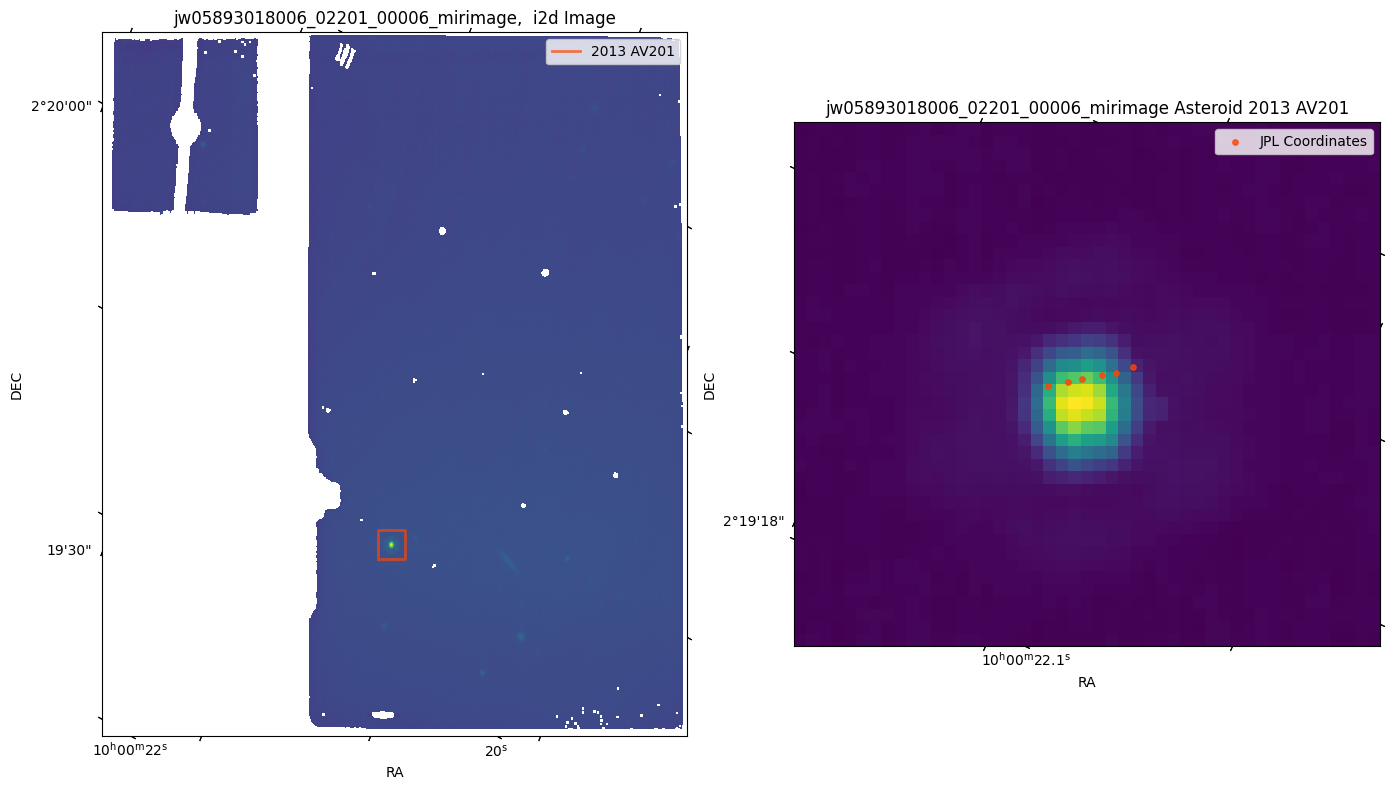 jw05893018006_02201_00006_mirimage,  i2d Image
2013 AV201
2°20'00"
19'30"
DEC
10ʰ00ᵐ22ˢ
20ˢ
RA
jw05893018006_02201_00006_mirimage Asteroid 2013 AV201
JPL Coordinates
DEC
2°19'18"
10ʰ00ᵐ22.1ˢ
RA